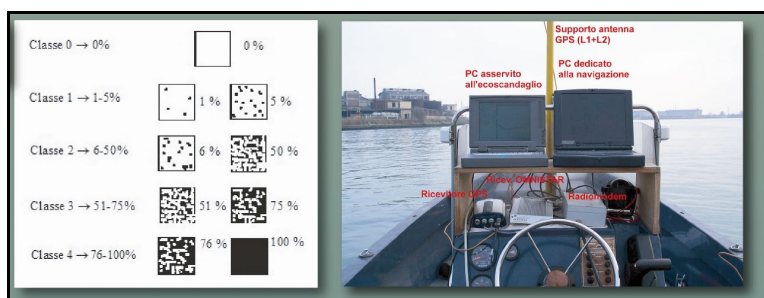 Classe 0 → 0%
0 %
Classe 1 → 1-5%
1 %
5 %
Classe 2 → 6-50%
6 %
50 %
Classe 3 → 51-75%
51 %
75 %
Classe 4 → 76-100%
76 %
100 %
Supporto antenna
GPS (L1+L2)
PC asservito
all'ecoscandaglio
PC dedicato
alla navigazione
Ricev. OMNISTAR
Ricevitore GPS
Radiomodem